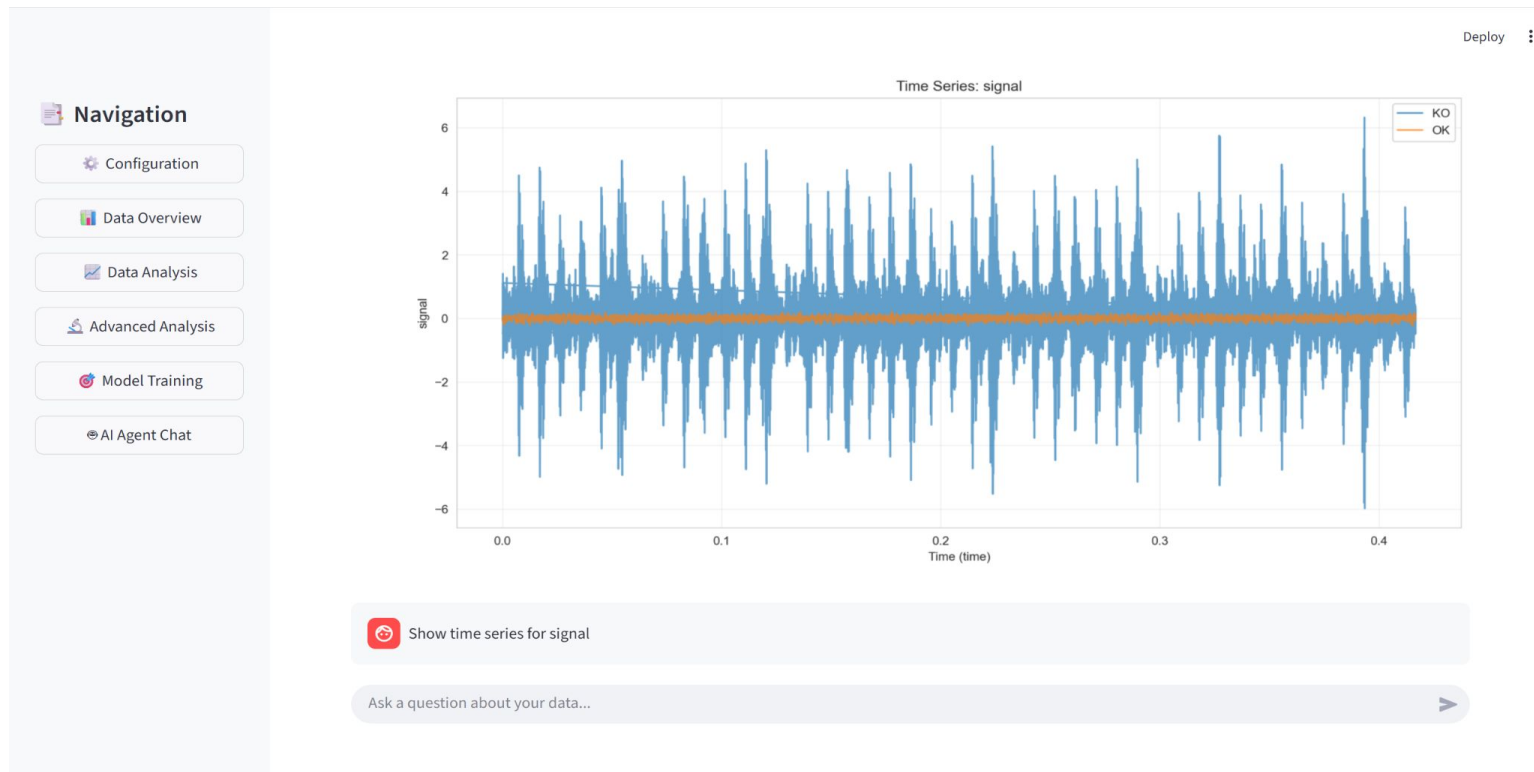 Deploy
Navigation
Configuration
Data Overview
Data Analysis
Advanced Analysis
Model Training
AI Agent Chat
Time Series: signal
KO
OK
6
4
2
0
−2
−4
−6
signal
0.0
0.1
0.2
0.3
0.4
Time (time)
Show time series for signal
Ask a question about your data...